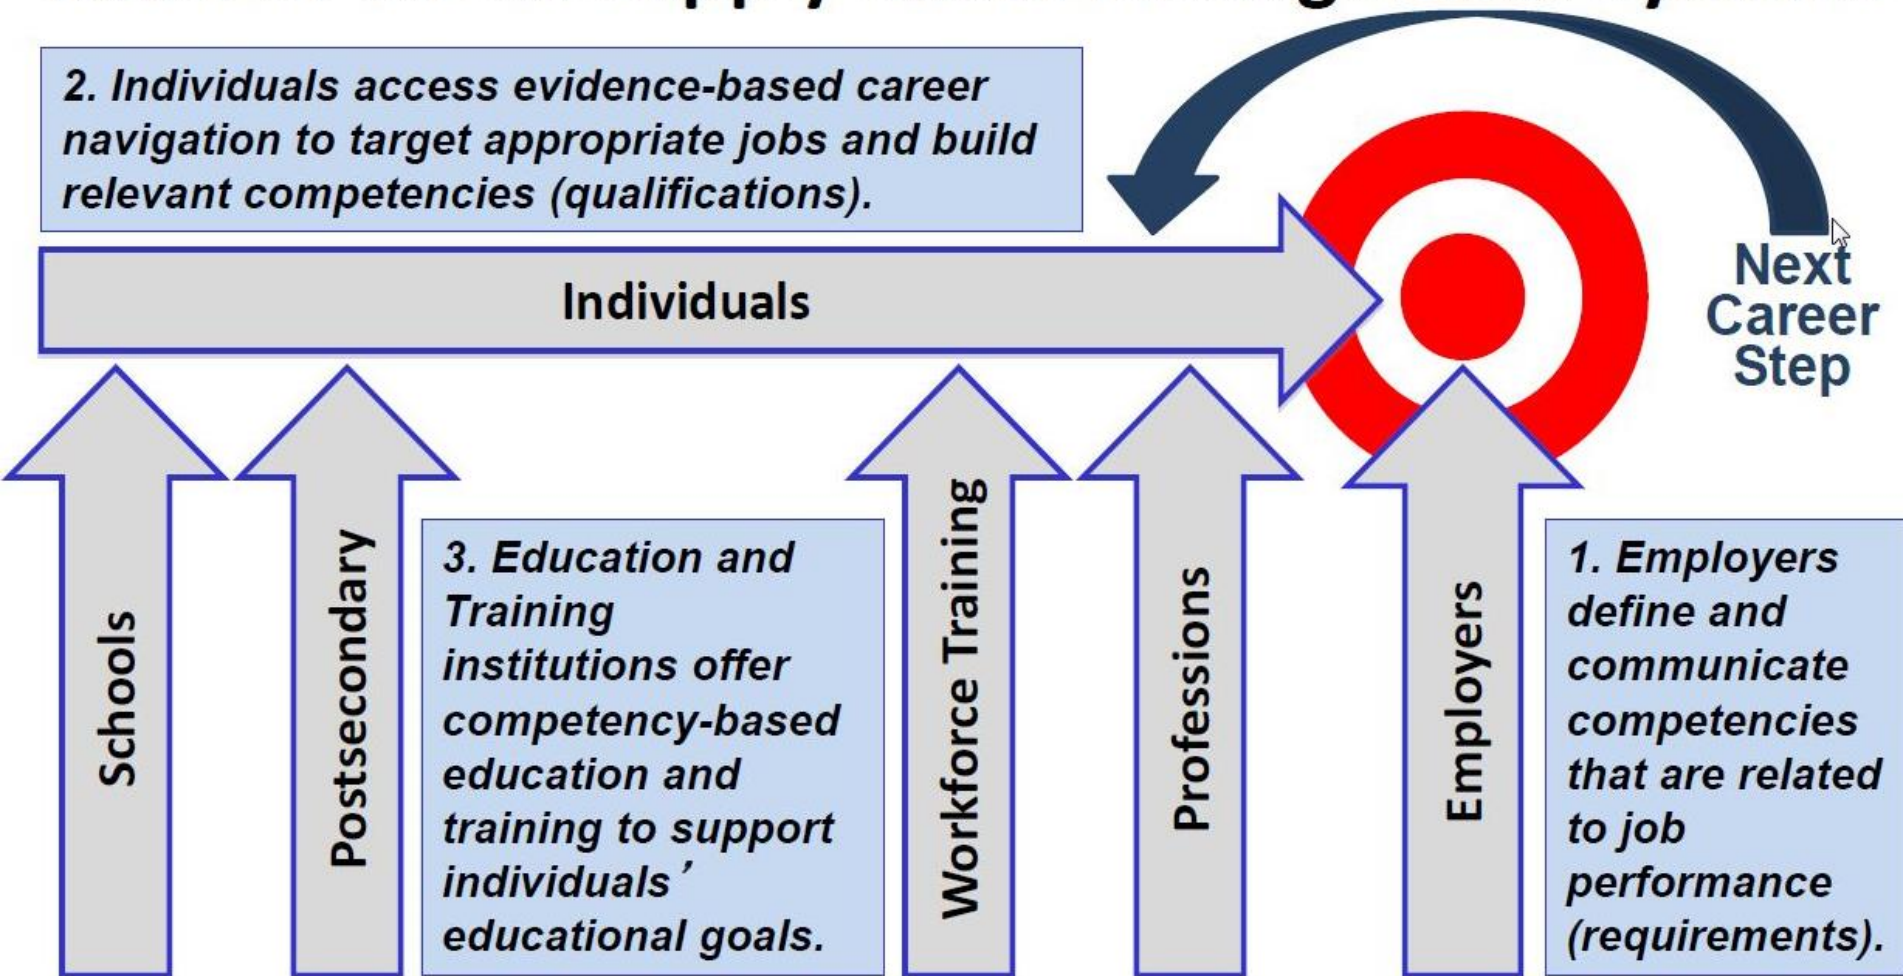 2. Individuals access evidence-based career
navigation to target appropriate jobs and build
relevant competencies (qualifications).
Individuals
Next
Career
Step
Schools
Postsecondary
3. Education and
Training
institutions offer
competency-based
education and
training to support
individuals’
educational goals.
Workforce Training
Professions
Employers
1. Employers
define and
communicate
competencies
that are related
to job
performance
(requirements).